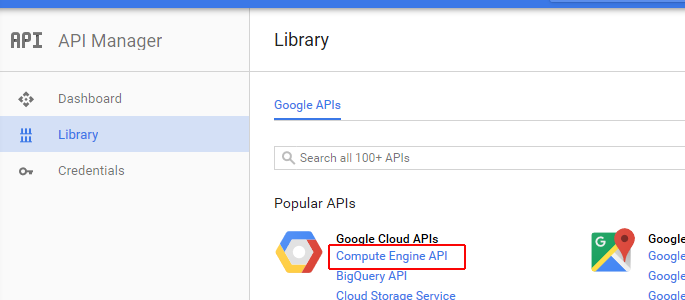 API API Manager
Library
Dashboard
Library
Credentials
Google APIs
Search all 100+ APIs
Popular APIs
Google Cloud APIs
Compute Engine API
BigQuery API
Cloud Storage Service
G
Google
Google
Google